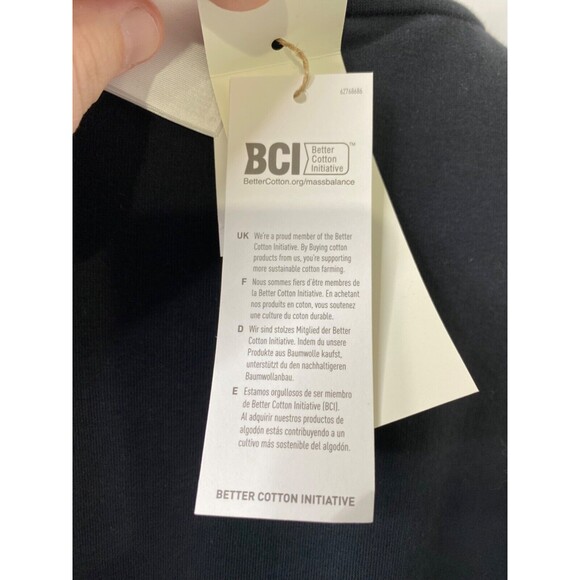 62768686
BCI Better Cotton Initiative™
BetterCotton.org/massbalance
UK We're a proud member of the Better
Cotton Initiative. By Buying cotton
products from us, you're supporting
more sustainable cotton farming.
F Nous sommes fiers d'être membres de
la Better Cotton Initiative. En achetant
nos produits en coton, vous soutenez
une culture du coton durable.
D Wir sind stolzes Mitglied der Better
Cotton Initiative. Indem du unsere
Produkte aus Baumwolle kaufst,
unterstützt du den nachhaltigeren
Baumwollanbau.
E Estamos orgullosos de ser miembro
de Better Cotton Initiative (BCI).
Al adquirir nuestros productos de
algodón estás contribuyendo a un
cultivo más sostenible del algodón.
BETTER COTTON INITIATIVE